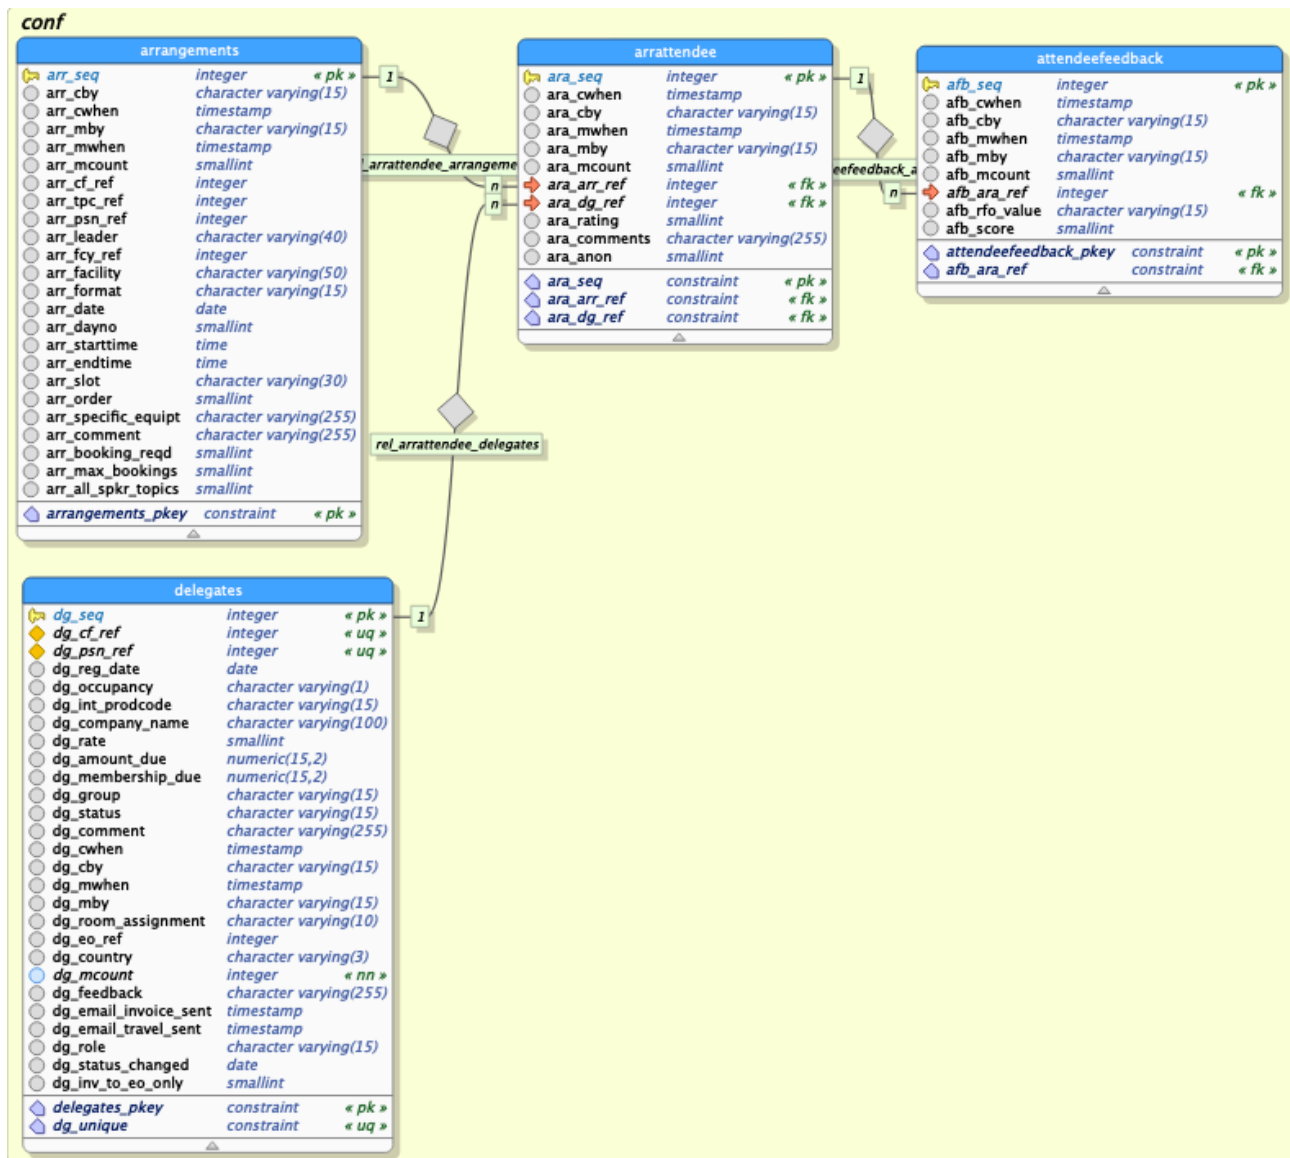 conf
arrangements
arr_seq integer « pk »
arr_cby character varying(15)
arr_cwhen timestamp
arr_mby character varying(15)
arr_mwhen timestamp
arr_mcount smallint
arr_cf_ref integer
arr_tpc_ref integer
arr_psn_ref integer
arr_leader character varying(40)
arr_fcy_ref integer
arr_facility character varying(50)
arr_format character varying(15)
arr_date date
arr_dayno smallint
arr_starttime time
arr_endtime time
arr_slot character varying(30)
arr_order smallint
arr_specific_equipt character varying(255)
arr_comment character varying(255)
arr_booking_reqd smallint
arr_max_bookings smallint
arr_all_spkr_topics smallint
arrangements_pkey constraint « pk »
1
l_arrattendee_arrangeme
n
n
arrattendee
ara_seq integer « pk »
ara_cwhen timestamp
ara_cby character varying(15)
ara_mwhen timestamp
ara_mby character varying(15)
ara_mcount smallint
ara_arr_ref integer « fk »
ara_dg_ref integer « fk »
ara_rating smallint
ara_comments character varying(255)
ara_anon smallint
ara_seq constraint « pk »
ara_arr_ref constraint « fk »
ara_dg_ref constraint « fk »
1
eefeedback_a
n
attendeefeedback
afb_seq integer « pk »
afb_cwhen timestamp
afb_cby character varying(15)
afb_mwhen timestamp
afb_mby character varying(15)
afb_mcount smallint
afb_ara_ref integer « fk »
afb_rfo_value character varying(15)
afb_score smallint
attendeefeedback_pkey constraint « pk »
afb_ara_ref constraint « fk »
rel_arrattendee_delegates
1
delegates
dg_seq integer « pk »
dg_cf_ref integer « uq »
dg_psn_ref integer « uq »
dg_reg_date date
dg_occupancy character varying(1)
dg_int_prodcode character varying(15)
dg_company_name character varying(100)
dg_rate smallint
dg_amount_due numeric(15,2)
dg_membership_due numeric(15,2)
dg_group character varying(15)
dg_status character varying(15)
dg_comment character varying(255)
dg_cwhen timestamp
dg_cby character varying(15)
dg_mwhen timestamp
dg_mby character varying(15)
dg_room_assignment character varying(10)
dg_eo_ref integer
dg_country character varying(3)
dg_mcount integer « nn »
dg_feedback character varying(255)
dg_email_invoice_sent timestamp
dg_email_travel_sent timestamp
dg_role character varying(15)
dg_status_changed date
dg_inv_to_eo_only smallint
delegates_pkey constraint « pk »
dg_unique constraint « uq »